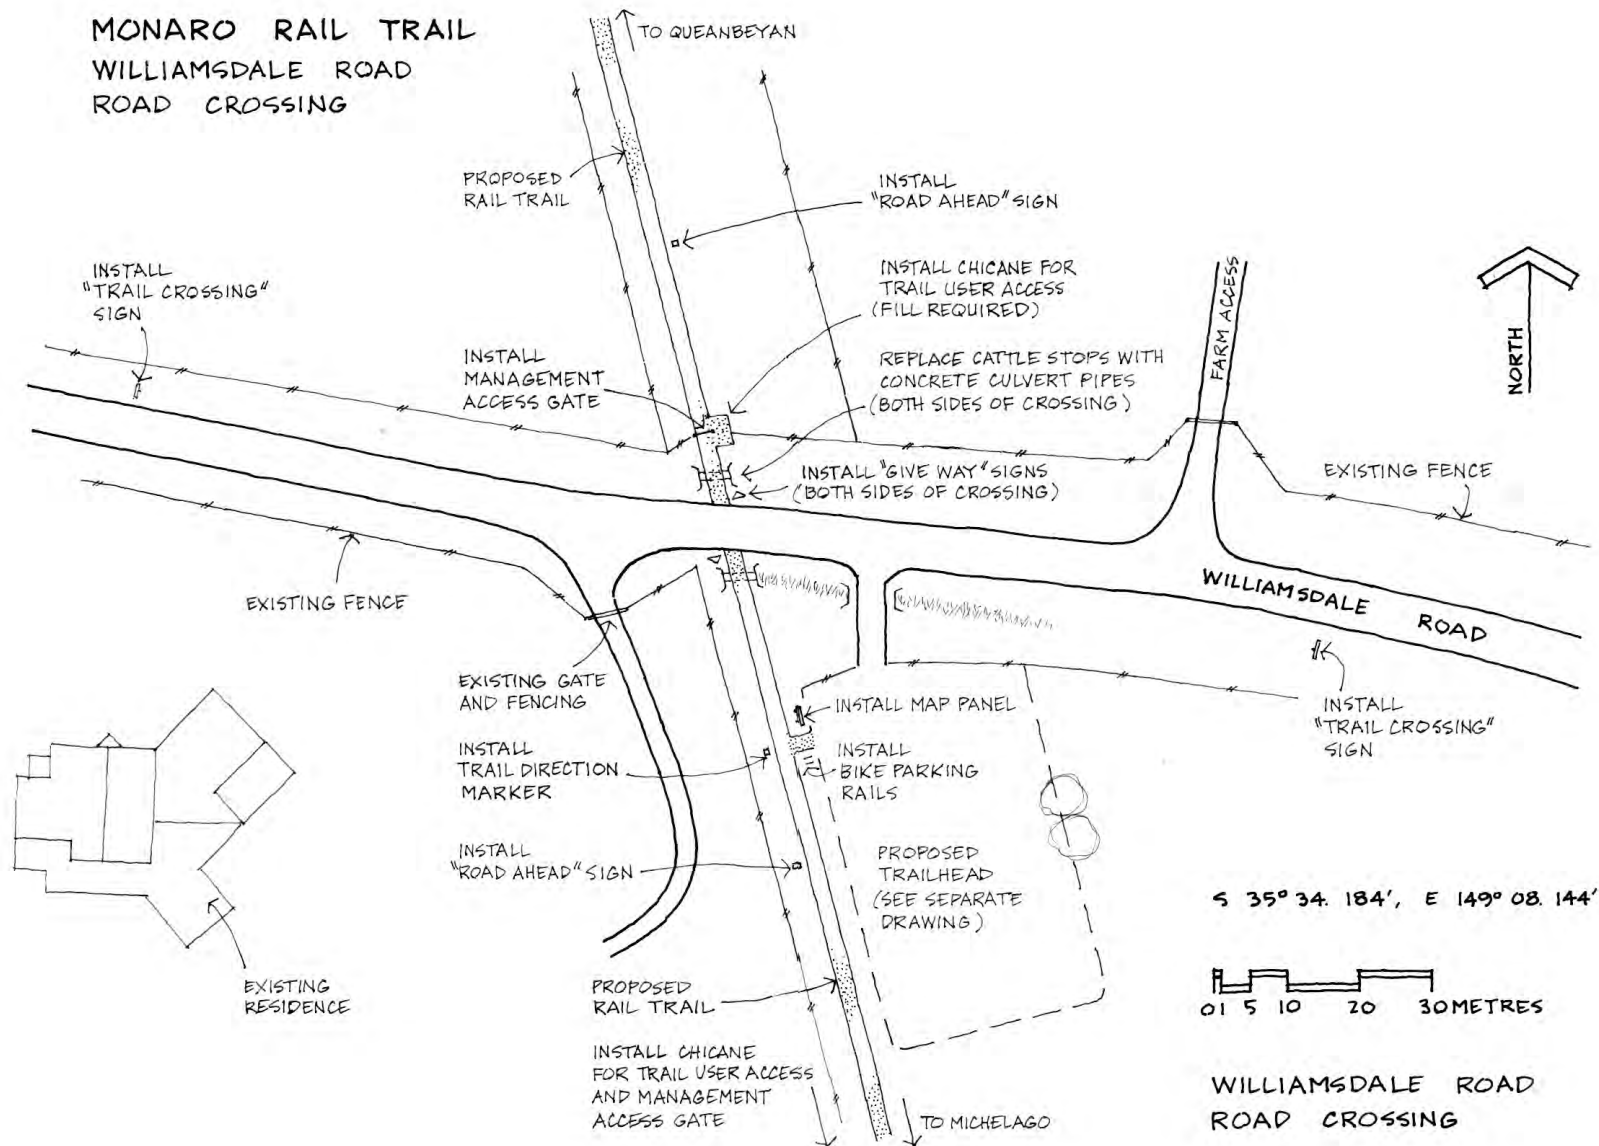 MONARO RAIL TRAIL
WILLIAMSDALE ROAD
ROAD CROSSING
TO QUEANBEYAN
PROPOSED
RAIL TRAIL
INSTALL
"ROAD AHEAD" SIGN
INSTALL
"TRAIL CROSSING"
SIGN
INSTALL CHICANE FOR
TRAIL USER ACCESS
(FILL REQUIRED)
FARM ACCESS
NORTH
INSTALL
MANAGEMENT
ACCESS GATE
REPLACE CATTLE STOPS WITH
CONCRETE CULVERT PIPES
(BOTH SIDES OF CROSSING)
INSTALL "GIVE WAY" SIGNS
(BOTH SIDES OF CROSSING)
EXISTING FENCE
EXISTING FENCE
WILLIAMSDALE ROAD
EXISTING GATE
AND FENCING
INSTALL MAP PANEL
INSTALL
"TRAIL CROSSING"
SIGN
INSTALL
TRAIL DIRECTION
MARKER
INSTALL
BIKE PARKING
RAILS
INSTALL
"ROAD AHEAD" SIGN
PROPOSED
TRAILHEAD
(SEE SEPARATE
DRAWING)
S 35° 34. 184', E 149° 08. 144'
EXISTING
RESIDENCE
PROPOSED
RAIL TRAIL
01 5 10 20 30 METRES
INSTALL CHICANE
FOR TRAIL USER ACCESS
AND MANAGEMENT
ACCESS GATE
TO MICHELAGO
WILLIAMSDALE ROAD
ROAD CROSSING